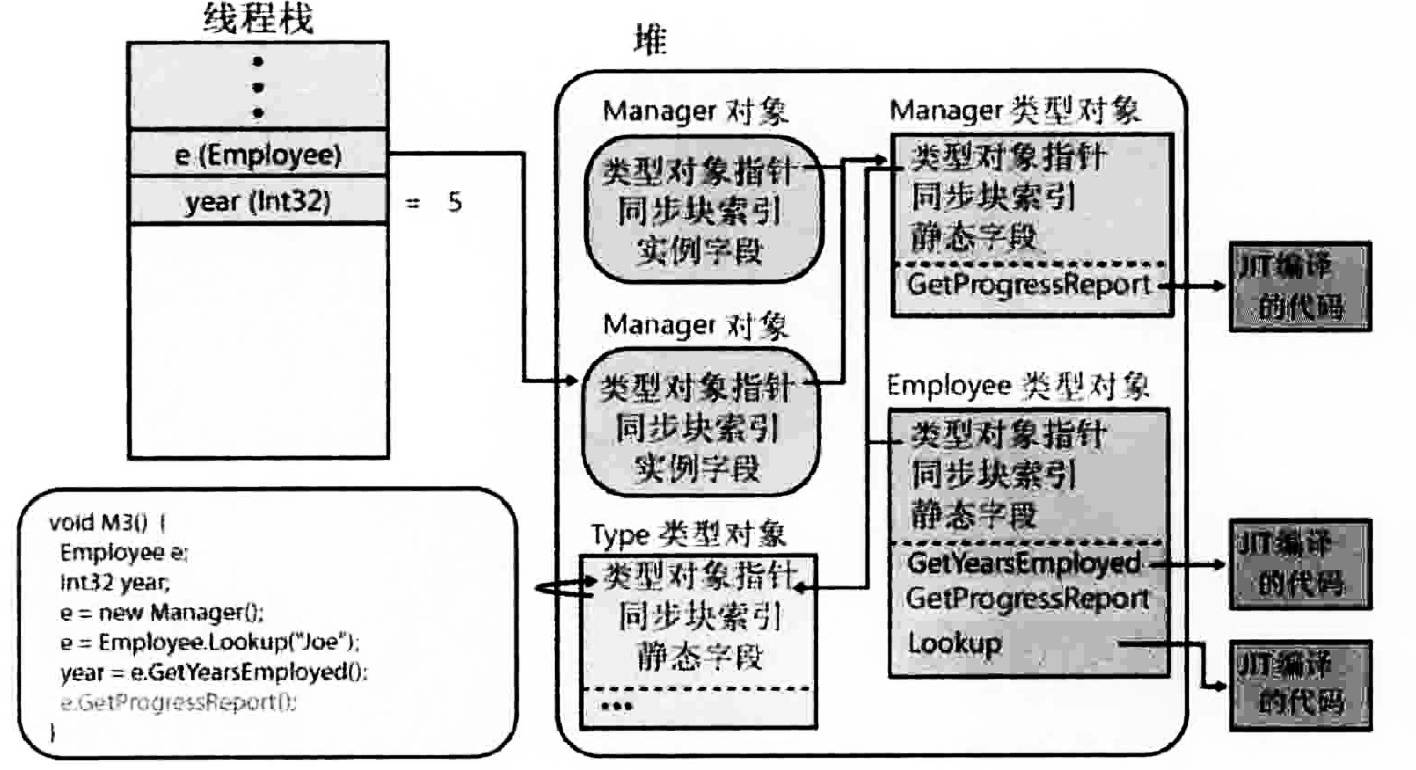 线程栈
e (Employee)
year (Int32)
= 5
void M3() {
Employee e;
Int32 year;
e = new Manager();
e = Employee.Lookup("Joe");
year = e.GetYearsEmployed();
e.GetProgressReport();
}
堆
Manager 对象
类型对象指针
同步块索引
实例字段
Manager 对象
类型对象指针
同步块索引
实例字段
Type 类型对象
类型对象指针
同步块索引
静态字段
•••
Manager 类型对象
类型对象指针
同步块索引
静态字段
GetProgressReport
JIT编译
的代码
Employee 类型对象
类型对象指针
同步块索引
静态字段
GetYearsEmployed
GetProgressReport
Lookup
JIT编译
的代码
JIT编译
的代码